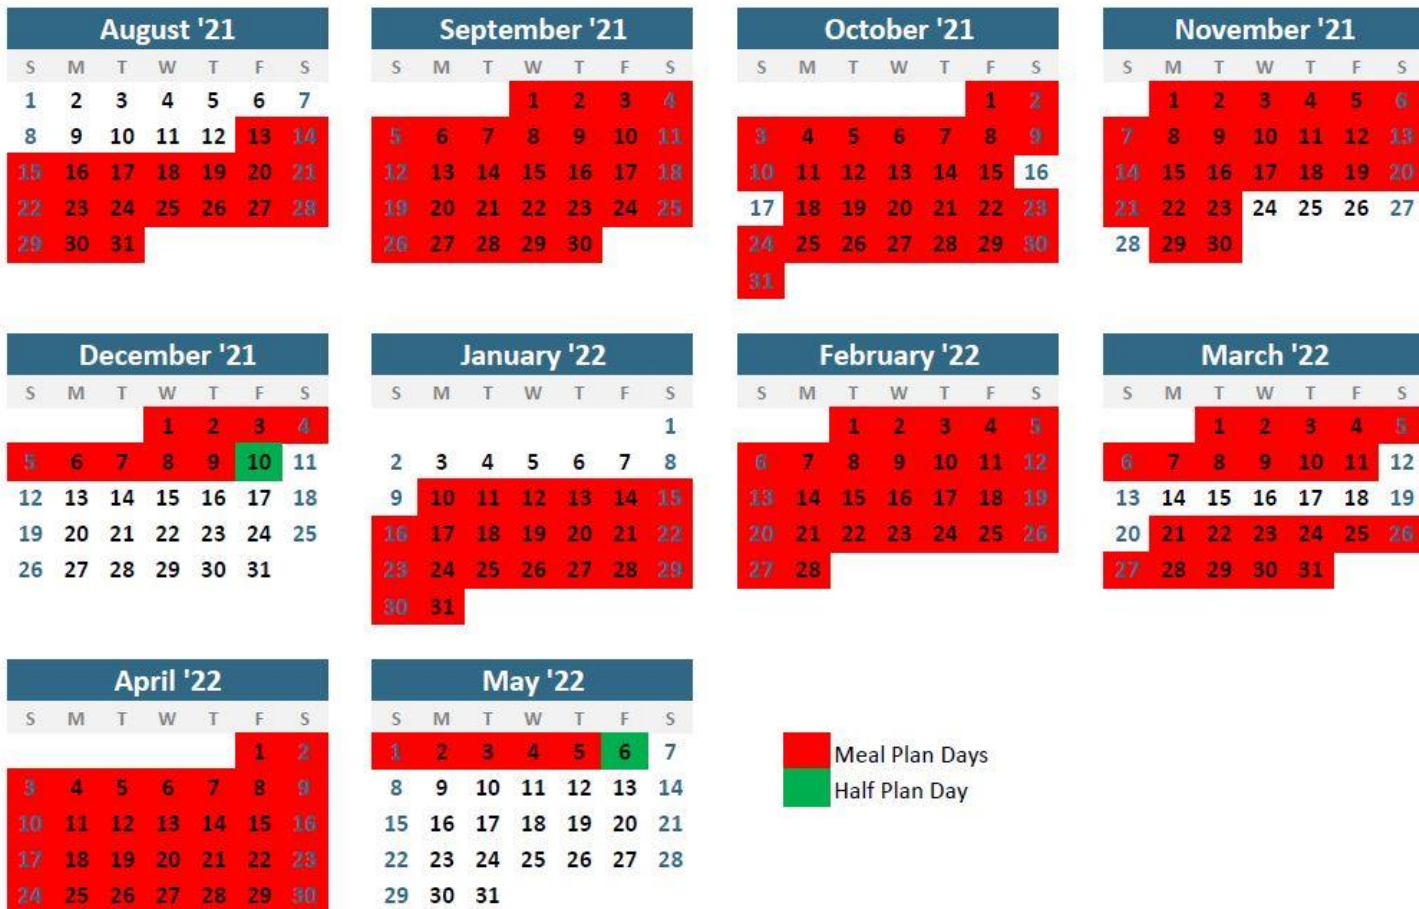 August '21
S M T W T F S
1 2 3 4 5 6 7
8 9 10 11 12 13 14
15 16 17 18 19 20 21
22 23 24 25 26 27 28
29 30 31
September '21
S M T W T F S
1 2 3 4
5 6 7 8 9 10 11
12 13 14 15 16 17 18
19 20 21 22 23 24 25
26 27 28 29 30
October '21
S M T W T F S
1 2
3 4 5 6 7 8 9
10 11 12 13 14 15 16
17 18 19 20 21 22 23
24 25 26 27 28 29 30
31
November '21
S M T W T F S
1 2 3 4 5 6
7 8 9 10 11 12 13
14 15 16 17 18 19 20
21 22 23 24 25 26 27
28 29 30
December '21
S M T W T F S
1 2 3 4
5 6 7 8 9 10 11
12 13 14 15 16 17 18
19 20 21 22 23 24 25
26 27 28 29 30 31
January '22
S M T W T F S
1
2 3 4 5 6 7 8
9 10 11 12 13 14 15
16 17 18 19 20 21 22
23 24 25 26 27 28 29
30 31
February '22
S M T W T F S
1 2 3 4 5
6 7 8 9 10 11 12
13 14 15 16 17 18 19
20 21 22 23 24 25 26
27 28
March '22
S M T W T F S
1 2 3 4 5
6 7 8 9 10 11 12
13 14 15 16 17 18 19
20 21 22 23 24 25 26
27 28 29 30 31
April '22
S M T W T F S
1 2
3 4 5 6 7 8 9
10 11 12 13 14 15 16
17 18 19 20 21 22 23
24 25 26 27 28 29 30
May '22
S M T W T F S
1 2 3 4 5 6 7
8 9 10 11 12 13 14
15 16 17 18 19 20 21
22 23 24 25 26 27 28
29 30 31
Meal Plan Days
Half Plan Day